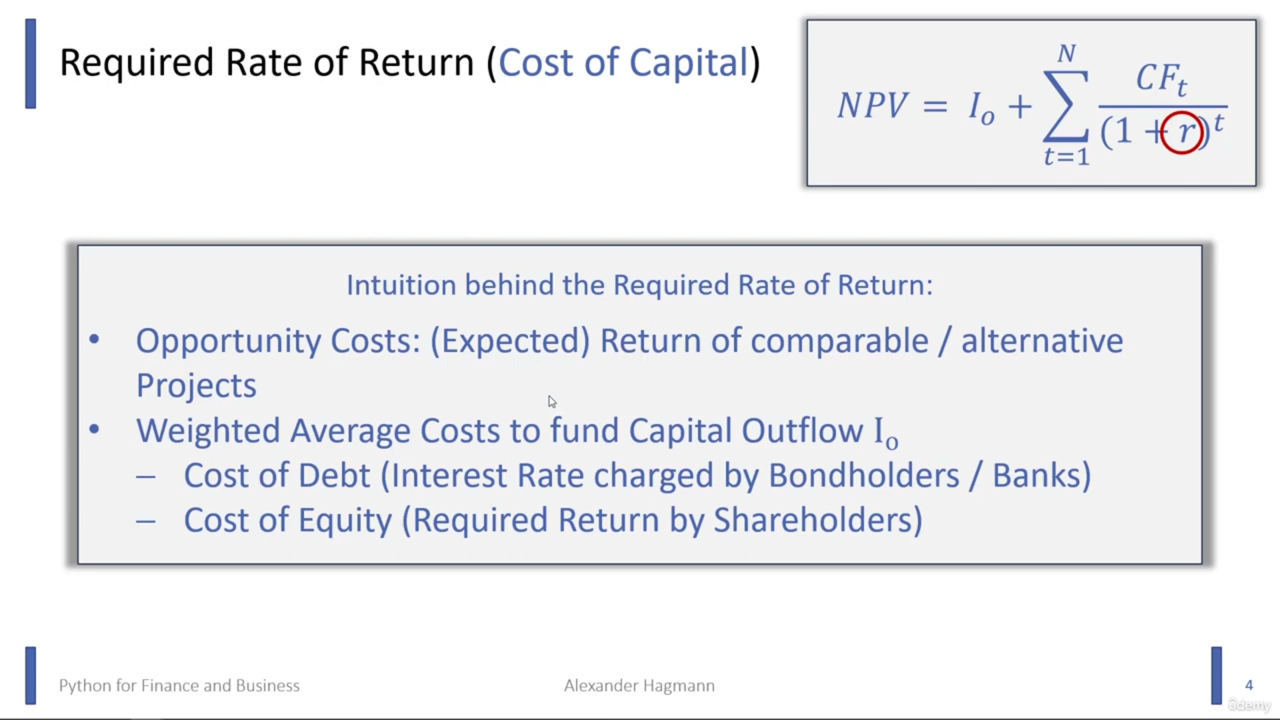 Required Rate of Return (Cost of Capital)
NPV = I_o + \sum_{t=1}^{N} \frac{CF_t}{(1 + r)^t}
Intuition behind the Required Rate of Return:
• Opportunity Costs: (Expected) Return of comparable / alternative
Projects
• Weighted Average Costs to fund Capital Outflow I_o
– Cost of Debt (Interest Rate charged by Bondholders / Banks)
– Cost of Equity (Required Return by Shareholders)
Python for Finance and Business
Alexander Hagmann
4
ûdemy